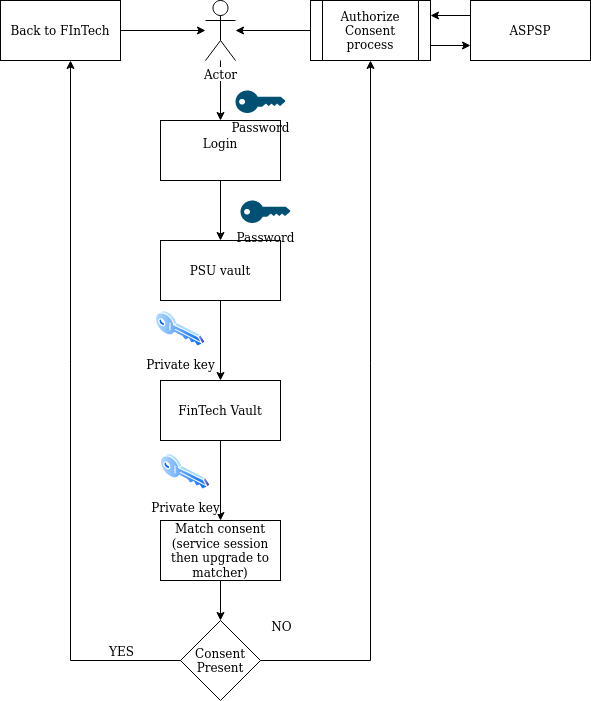 Back to FInTech
Authorize
Consent
process
ASPSP
Actor
Password
Login
Password
PSU vault
Private key
FinTech Vault
Private key
Match consent
(service session
then upgrade to
matcher)
NO
YES
Consent
Present